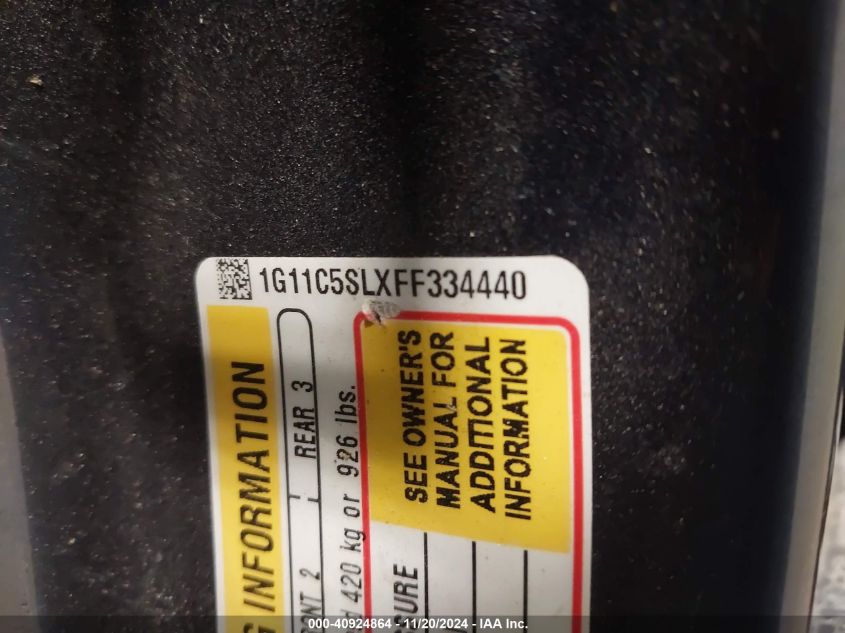 1G11C5SLXFF334440
G INFORMATION
ONT 2 REAR 3
420 kg or 926 lbs.
SEE OWNER'S
MANUAL FOR
ADDITIONAL
INFORMATION
000-40924864 - 11/20/2024 - IAA Inc.